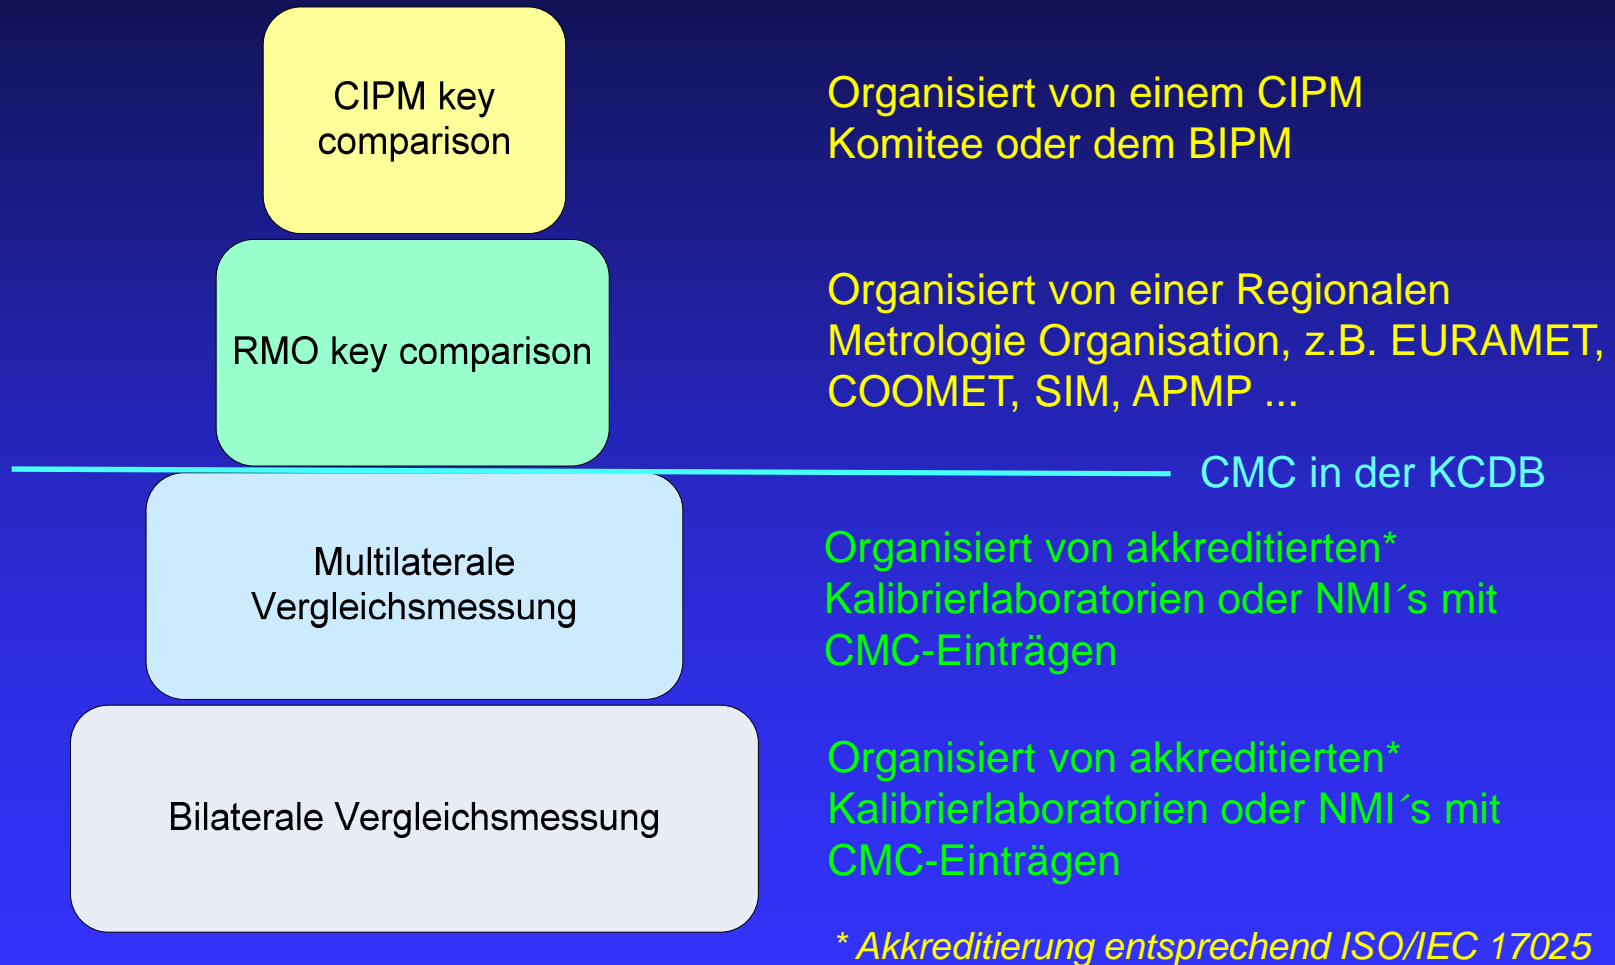 CIPM key
comparison
Organisiert von einem CIPM
Komitee oder dem BIPM
RMO key comparison
Organisiert von einer Regionalen
Metrologie Organisation, z.B. EURAMET,
COOMET, SIM, APMP ...
CMC in der KCDB
Multilaterale
Vergleichsmessung
Organisiert von akkreditierten*
Kalibrierlaboratorien oder NMI´s mit
CMC-Einträgen
Bilaterale Vergleichsmessung
Organisiert von akkreditierten*
Kalibrierlaboratorien oder NMI´s mit
CMC-Einträgen
* Akkreditierung entsprechend ISO/IEC 17025